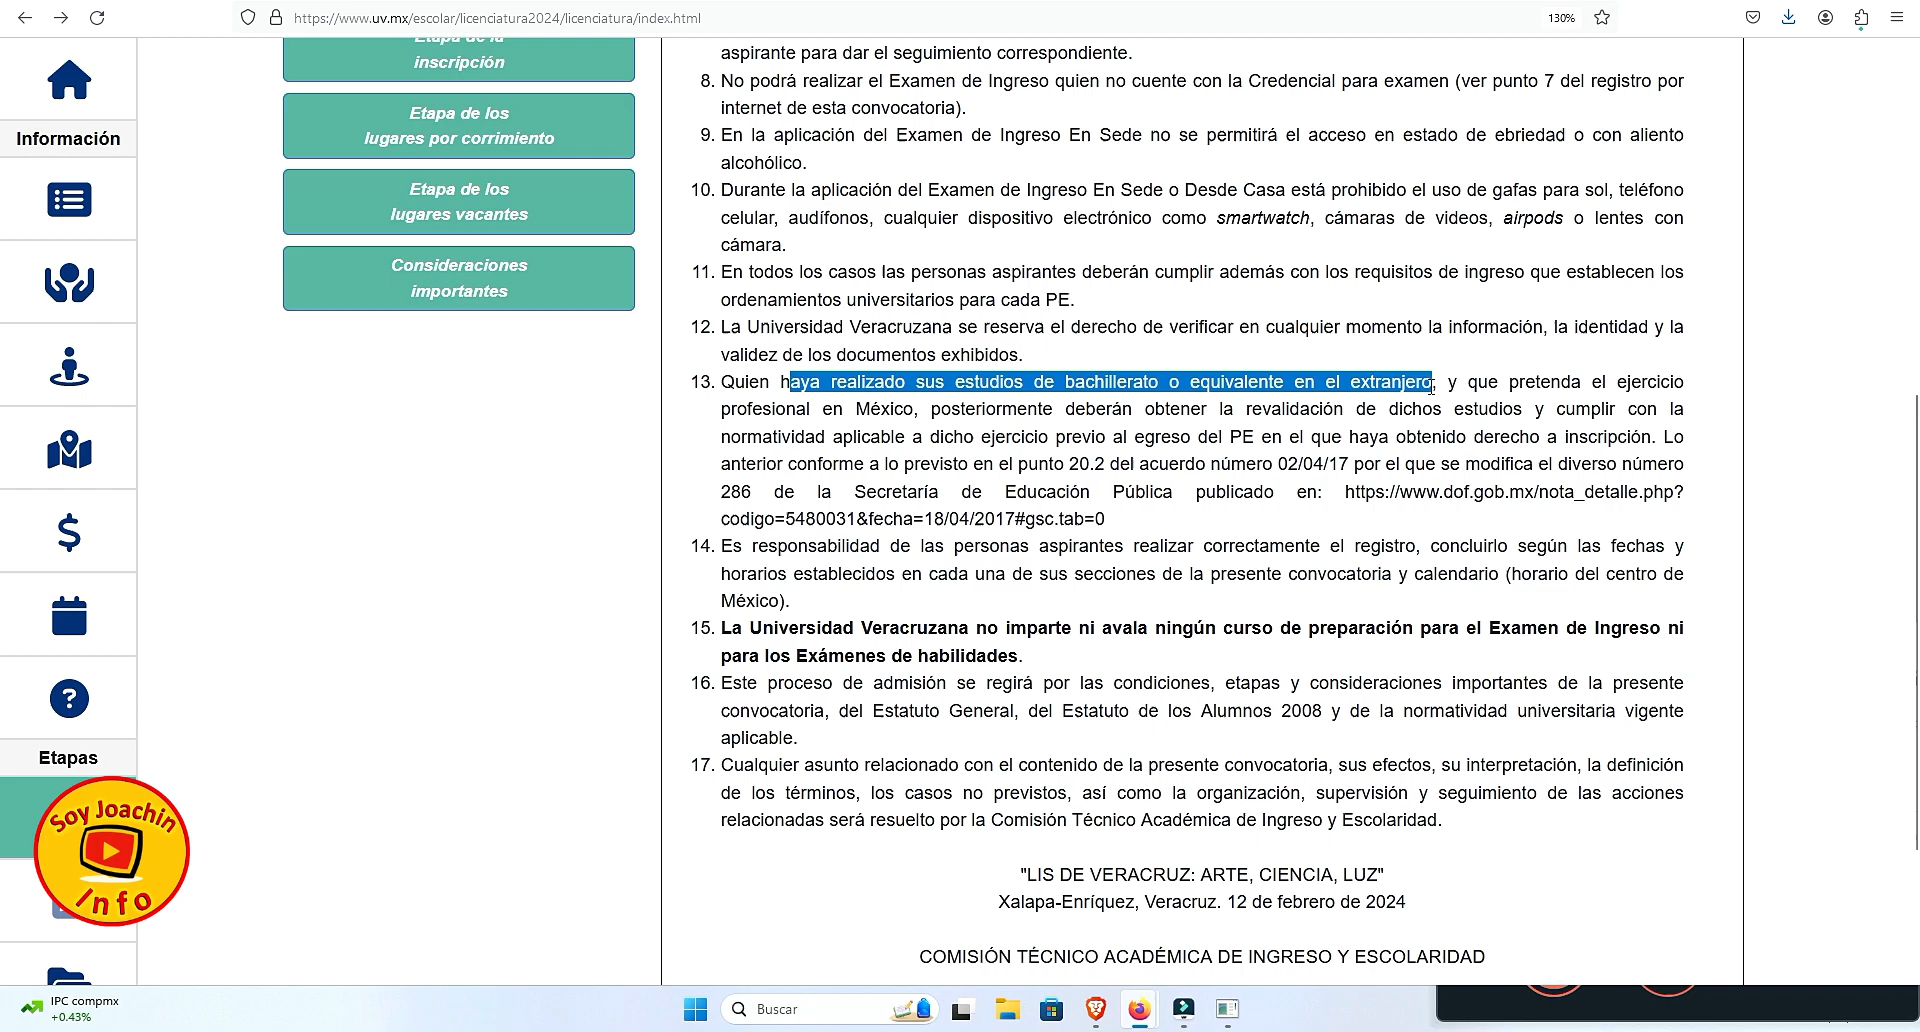 https://www.uv.mx/escolar/licenciatura2024/licenciatura/index.html
130%
Información
Etapas
Etapa de la
inscripción
Etapa de los
lugares por corrimiento
Etapa de los
lugares vacantes
Consideraciones
importantes
aspirante para dar el seguimiento correspondiente.
8. No podrá realizar el Examen de Ingreso quien no cuente con la Credencial para examen (ver punto 7 del registro por
internet de esta convocatoria).
9. En la aplicación del Examen de Ingreso En Sede no se permitirá el acceso en estado de ebriedad o con aliento
alcohólico.
10. Durante la aplicación del Examen de Ingreso En Sede o Desde Casa está prohibido el uso de gafas para sol, teléfono
celular, audífonos, cualquier dispositivo electrónico como smartwatch, cámaras de videos, airpods o lentes con
cámara.
11. En todos los casos las personas aspirantes deberán cumplir además con los requisitos de ingreso que establecen los
ordenamientos universitarios para cada PE.
12. La Universidad Veracruzana se reserva el derecho de verificar en cualquier momento la información, la identidad y la
validez de los documentos exhibidos.
13. Quien haya realizado sus estudios de bachillerato o equivalente en el extranjero, y que pretenda el ejercicio
profesional en México, posteriormente deberán obtener la revalidación de dichos estudios y cumplir con la
normatividad aplicable a dicho ejercicio previo al egreso del PE en el que haya obtenido derecho a inscripción. Lo
anterior conforme a lo previsto en el punto 20.2 del acuerdo número 02/04/17 por el que se modifica el diverso número
286 de la Secretaría de Educación Pública publicado en: https://www.dof.gob.mx/nota_detalle.php?
codigo=5480031&fecha=18/04/2017#gsc.tab=0
14. Es responsabilidad de las personas aspirantes realizar correctamente el registro, concluirlo según las fechas y
horarios establecidos en cada una de sus secciones de la presente convocatoria y calendario (horario del centro de
México).
15. La Universidad Veracruzana no imparte ni avala ningún curso de preparación para el Examen de Ingreso ni
para los Exámenes de habilidades.
16. Este proceso de admisión se regirá por las condiciones, etapas y consideraciones importantes de la presente
convocatoria, del Estatuto General, del Estatuto de los Alumnos 2008 y de la normatividad universitaria vigente
aplicable.
17. Cualquier asunto relacionado con el contenido de la presente convocatoria, sus efectos, su interpretación, la definición
de los términos, los casos no previstos, así como la organización, supervisión y seguimiento de las acciones
relacionadas será resuelto por la Comisión Técnico Académica de Ingreso y Escolaridad.
"LIS DE VERACRUZ: ARTE, CIENCIA, LUZ"
Xalapa-Enríquez, Veracruz. 12 de febrero de 2024
COMISIÓN TÉCNICO ACADÉMICA DE INGRESO Y ESCOLARIDAD
Soy Joachin
Info
IPC compmx
+0.43%
Buscar